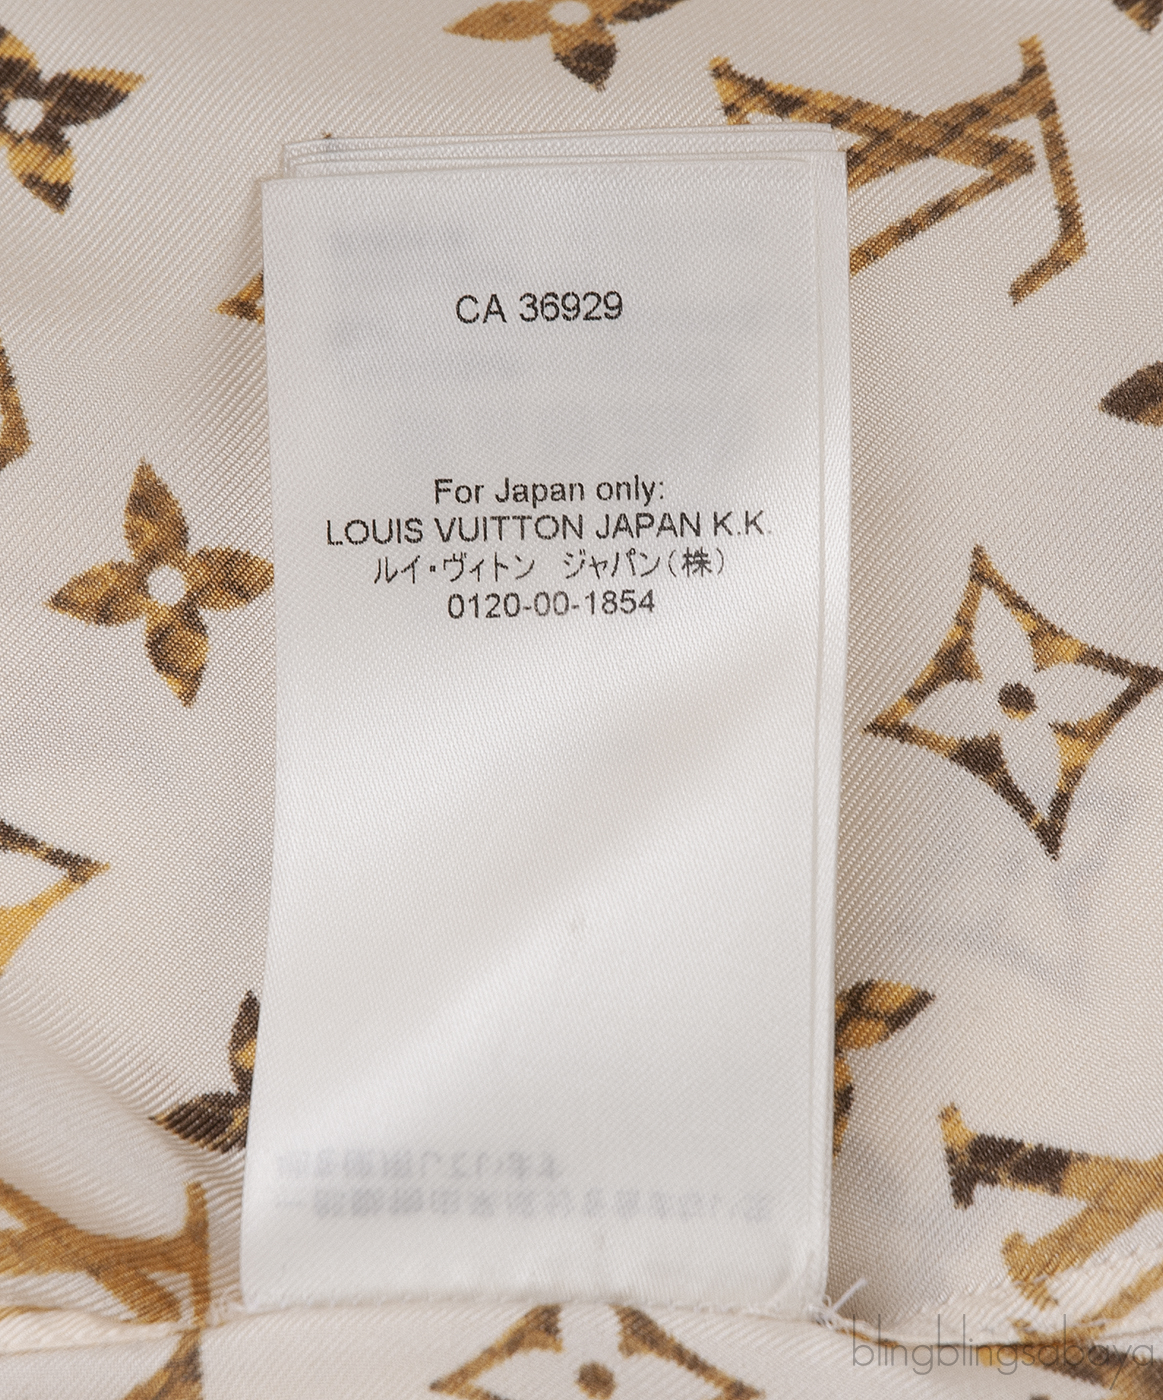 CA 36929
For Japan only:
LOUIS VUITTON JAPAN K.K.
ルイ・ヴィトン ジャパン(株)
0120-00-1854
blingblingsabaya